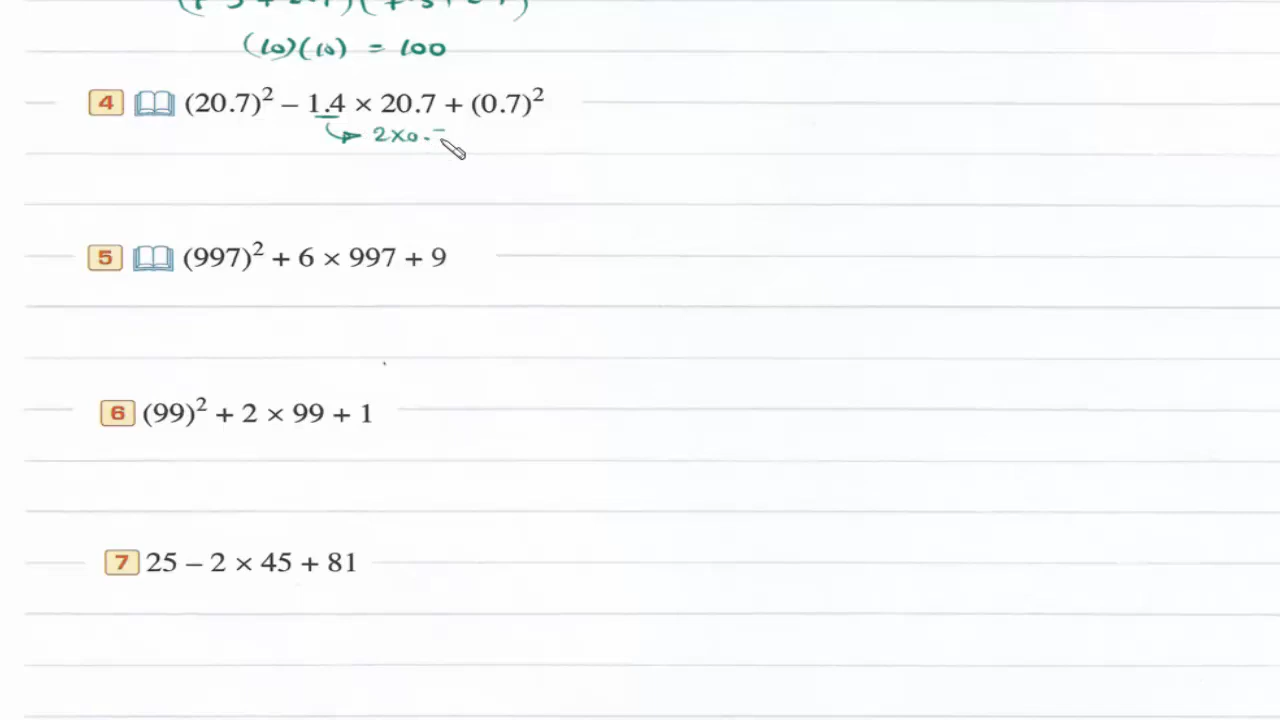 (10)(10) = 100
4 (20.7)² – 1.4 × 20.7 + (0.7)²
2×0.
5 (997)² + 6 × 997 + 9
6 (99)² + 2 × 99 + 1
7 25 – 2 × 45 + 81